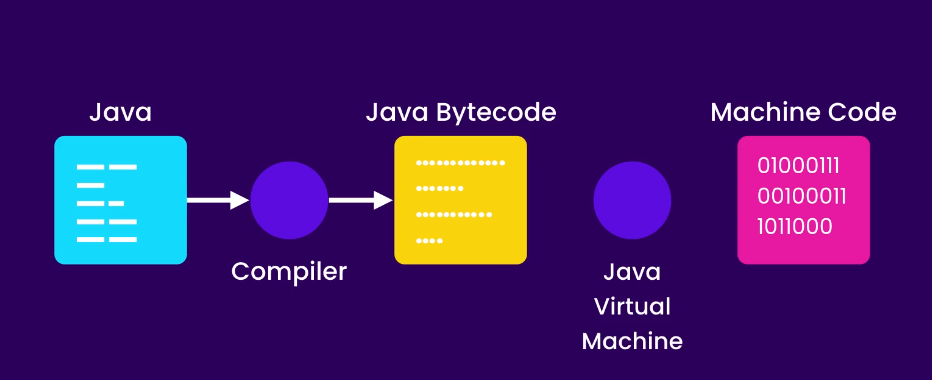 Java
Java Bytecode
Machine Code
01000111
00100011
1011000
Compiler
Java
Virtual
Machine